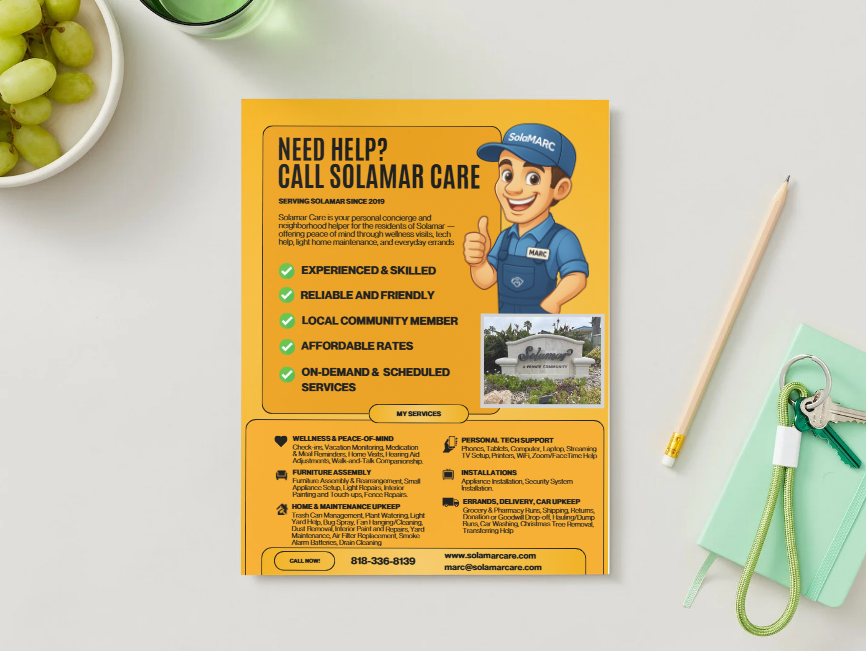 SolaMARC
NEED HELP?
CALL SOLAMAR CARE
SERVING SOLAMAR SINCE 2019
Solamar Care is your personal concierge and
neighborhood helper for the residents of Solamar —
offering peace of mind through wellness visits, tech
help, light home maintenance, and everyday errands
MARC
EXPERIENCED & SKILLED
RELIABLE AND FRIENDLY
LOCAL COMMUNITY MEMBER
AFFORDABLE RATES
ON-DEMAND & SCHEDULED
SERVICES
Solamar
A PRIVATE COMMUNITY
MY SERVICES
WELLNESS & PEACE-OF-MIND
Check-ins, Vacation Monitoring, Medication
& Meal Reminders, Home Visits, Hearing Aid
Adjustments, Walk-and-Talk Companionship.
FURNITURE ASSEMBLY
Furniture Assembly & Rearrangement, Small
Appliance Setup, Light Repairs, Interior
Painting and Touch ups, Fence Repairs.
HOME & MAINTENANCE UPKEEP
Trash Can Management, Plant Watering, Light
Yard Help, Bug Spray, Fan Hanging/Cleaning,
Dust Removal, Interior Paint and Repairs, Yard
Maintenance, Air Filter Replacement, Smoke
Alarm Batteries, Drain Cleaning
PERSONAL TECH SUPPORT
Phones, Tablets, Computer, Laptop, Streaming
TV Setup, Printers, WiFi, Zoom/FaceTime Help
INSTALLATIONS
Appliance Installation, Security System
Installation.
ERRANDS, DELIVERY, CAR UPKEEP
Grocery & Pharmacy Runs, Shipping, Returns,
Donation or Goodwill Drop-off, Hauling/Dump
Runs, Car Washing, Christmas Tree Removal,
Transferring Help
CALL NOW!
818-336-8139
www.solamarcare.com
marc@solamarcare.com